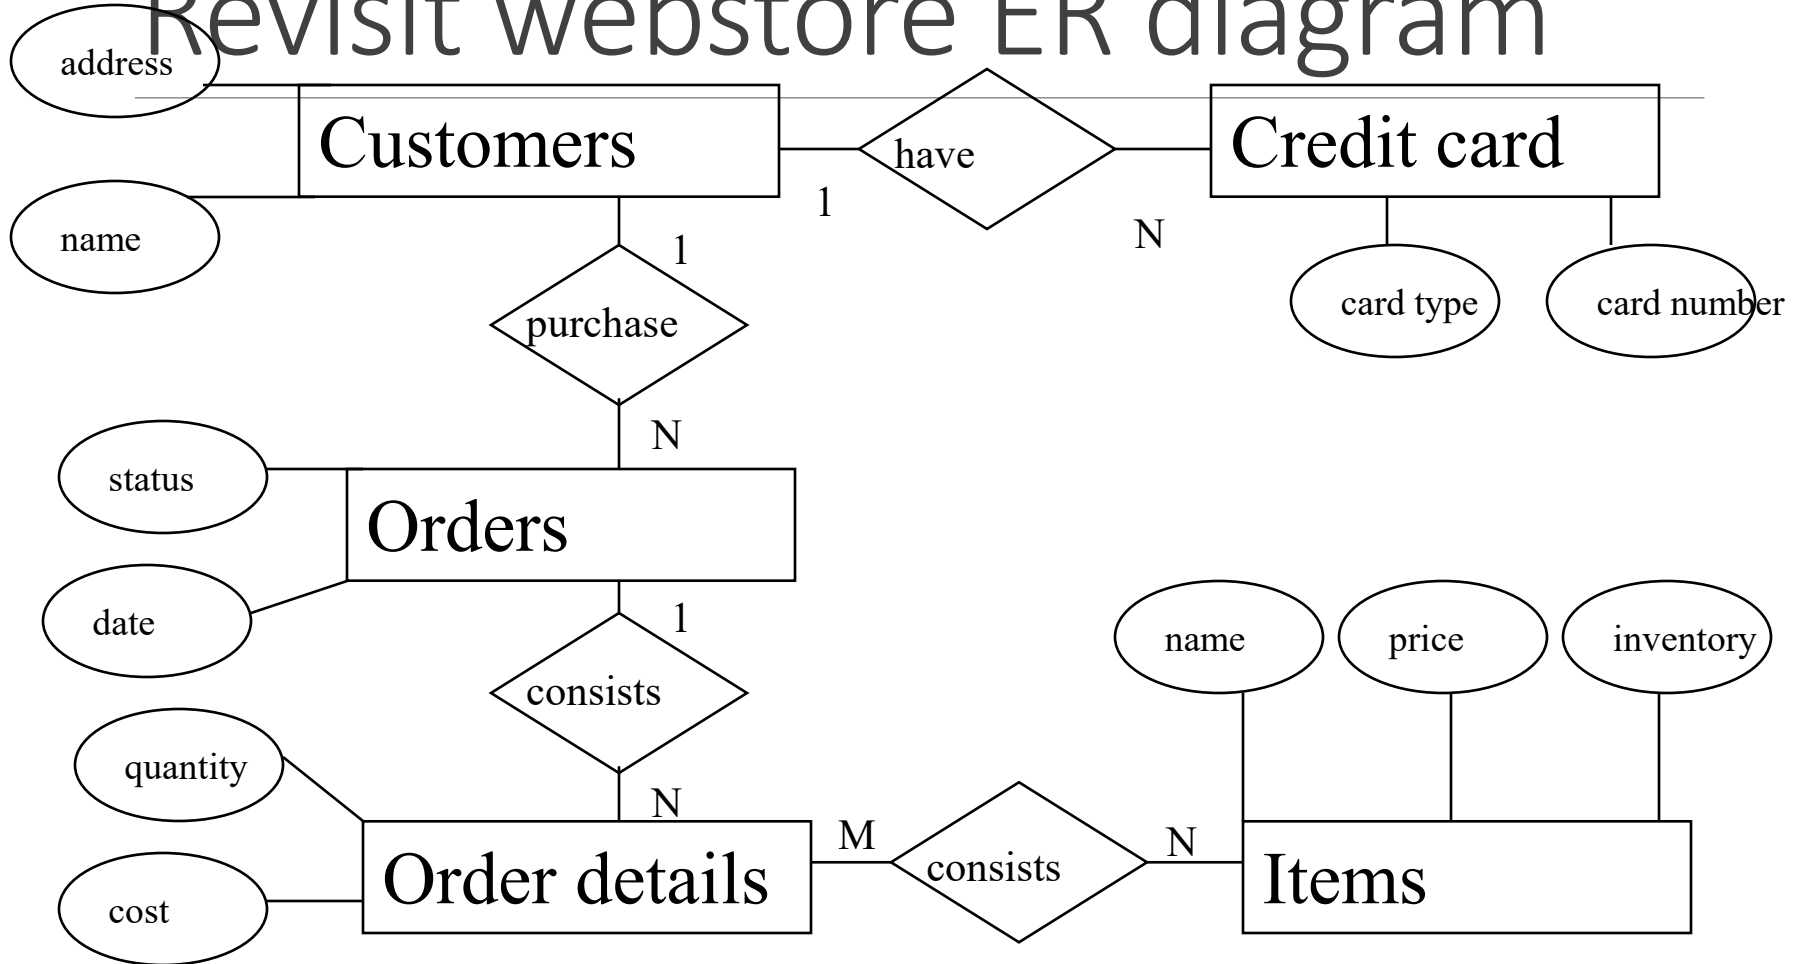 Revisit webstore ER diagram
address
Customers
have
Credit card
1
N
name
1
card type
card number
purchase
N
status
Orders
date
1
name
price
inventory
consists
quantity
N
M
N
Order details
consists
Items
cost